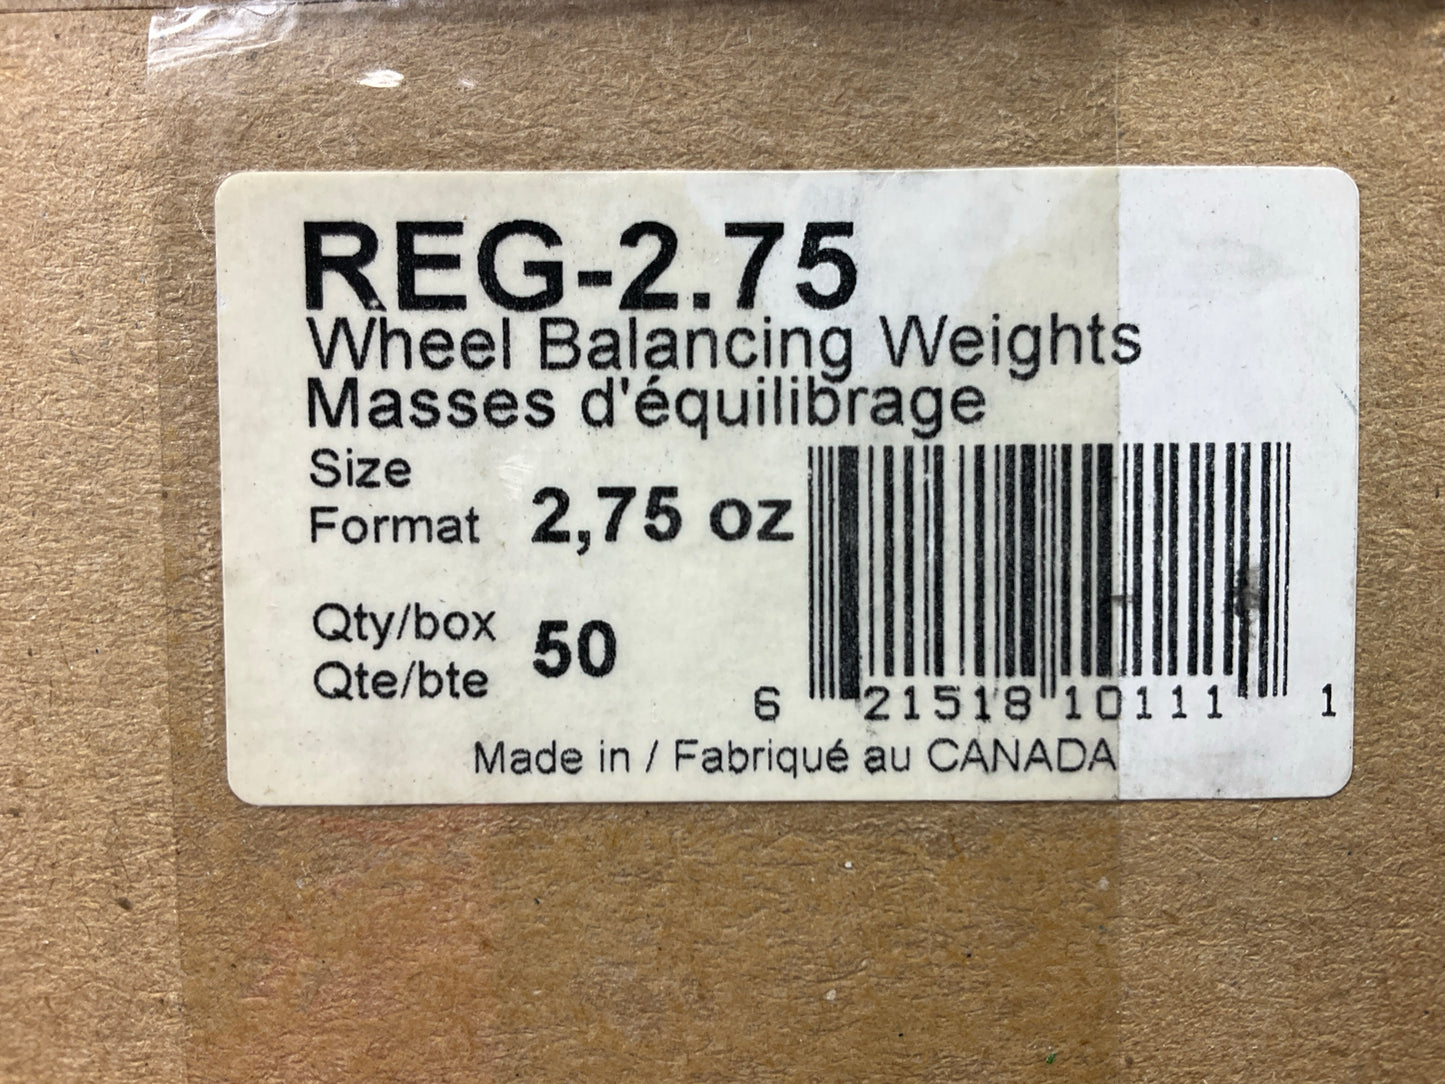 REG-2.75
Wheel Balancing Weights
Masses d'équilibrage
Size
Format 2,75 oz
Qty/box
Qte/bte 50
6 21518 10111 1
Made in / Fabriqué au CANADA